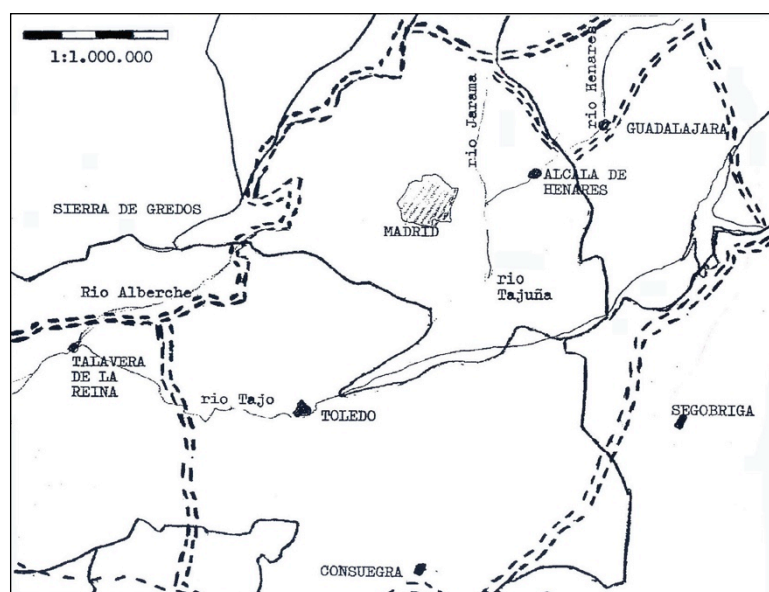 1:1.000.000
rio Henares
rio Jarama
GUADALAJARA
ALCALA DE
HENARES
SIERRA DE GREDOS
MADRID
rio
Tajuña
Rio Alberche
TALAVERA
DE LA
REINA
rio Tajo
TOLEDO
SEGOBRIGA
CONSUEGRA